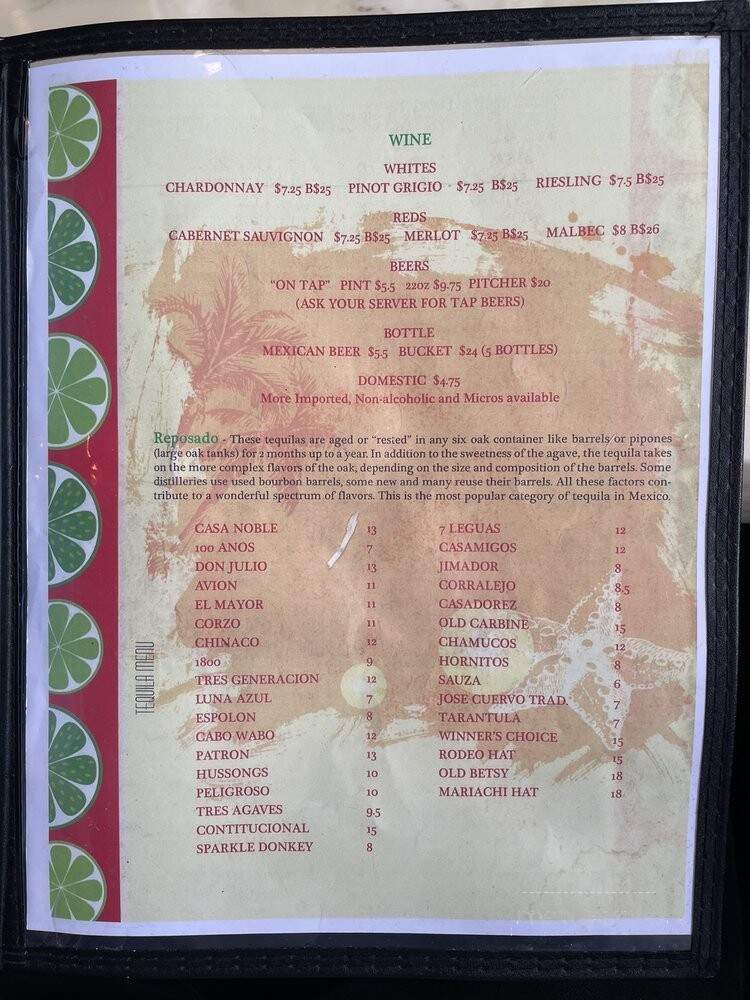 WINE
WHITES
CHARDONNAY $7.25 B$25 PINOT GRIGIO $7.25 B$25 RIESLING $7.5 B$25
REDS
CABERNET SAUVIGNON $7.25 B$25 MERLOT $7.25 B$25 MALBEC $8 B$26
BEERS
"ON TAP" PINT $5.5 22OZ $9.75 PITCHER $20
(ASK YOUR SERVER FOR TAP BEERS)
BOTTLE
MEXICAN BEER $5.5 BUCKET $24 (5 BOTTLES)
DOMESTIC $4.75
More Imported, Non-alcoholic and Micros available
Reposado - These tequilas are aged or "rested" in any six oak container like barrels or pipones
(large oak tanks) for 2 months up to a year. In addition to the sweetness of the agave, the tequila takes
on the more complex flavors of the oak, depending on the size and composition of the barrels. Some
distilleries use used bourbon barrels, some new and many reuse their barrels. All these factors con-
tribute to a wonderful spectrum of flavors. This is the most popular category of tequila in Mexico.
TEQUILA MENU
CASA NOBLE 13
100 ANOS 7
DON JULIO 13
AVION 11
EL MAYOR 11
CORZO 11
CHINACO 12
1800 9
TRES GENERACION 12
LUNA AZUL 7
ESPOLON 8
CABO WABO 12
PATRON 13
HUSSONGS 10
PELIGROSO 10
TRES AGAVES 9.5
CONTITUCIONAL 15
SPARKLE DONKEY 8
7 LEGUAS 12
CASAMIGOS 12
JIMADOR 8
CORRALEJO 8.5
CASADOREZ 8
OLD CARBINE 15
CHAMUCOS 12
HORNITOS 8
SAUZA 6
JOSE CUERVO TRAD. 7
TARANTULA 7
WINNER'S CHOICE 15
RODEO HAT 15
OLD BETSY 18
MARIACHI HAT 18